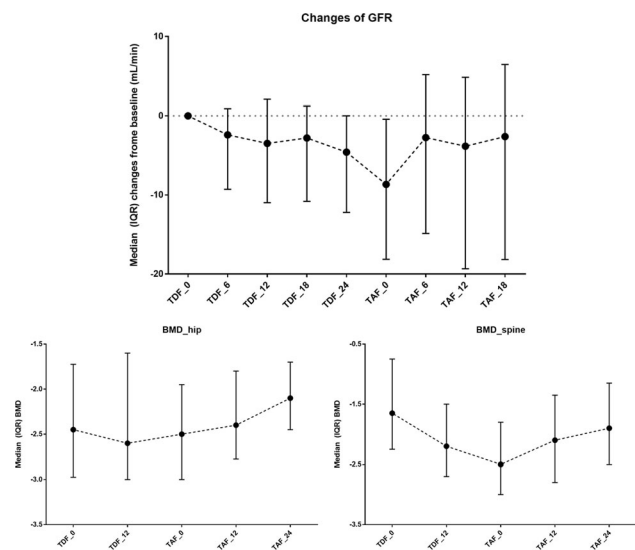 Changes of GFR
Median (IQR) changes frome baseline (mL/min)
10
0
-10
-20
TDF_0
TDF_6
TDF_12
TDF_18
TDF_24
TAF_0
TAF_6
TAF_12
TAF_18
BMD_hip
Median (IQR) BMD
-1.5
-2.0
-2.5
-3.0
-3.5
TDF_0
TDF_12
TAF_0
TAF_12
TAF_24
BMD_spine
Median (IQR) BMD
-0.5
-1.5
-2.5
-3.5
TDF_0
TDF_12
TAF_0
TAF_12
TAF_24